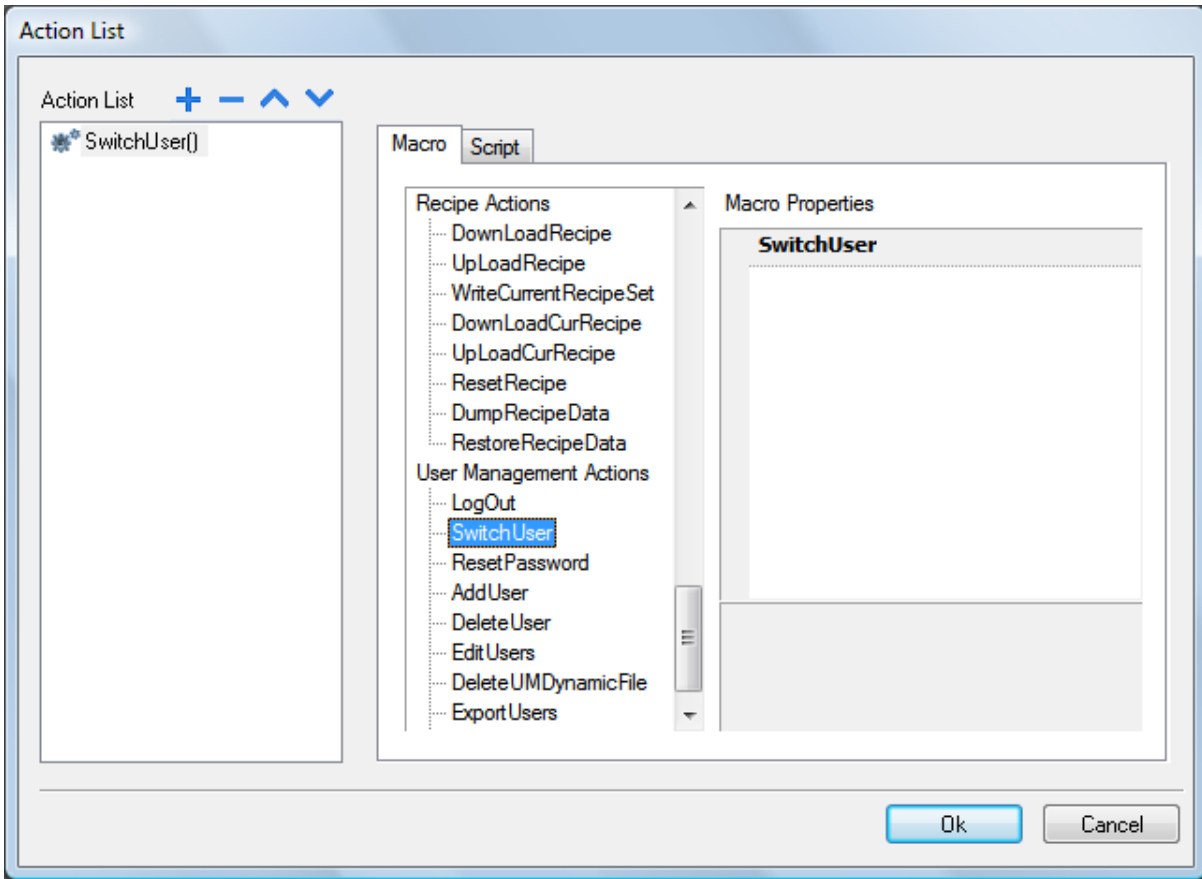 Action List
Action List
SwitchUser()
Macro
Script
Recipe Actions
DownLoadRecipe
UpLoadRecipe
WriteCurrentRecipeSet
DownLoadCurRecipe
UpLoadCurRecipe
ResetRecipe
DumpRecipeData
RestoreRecipeData
User Management Actions
LogOut
SwitchUser
ResetPassword
AddUser
DeleteUser
EditUsers
DeleteUMDynamicFile
ExportUsers
Macro Properties
SwitchUser
Ok
Cancel